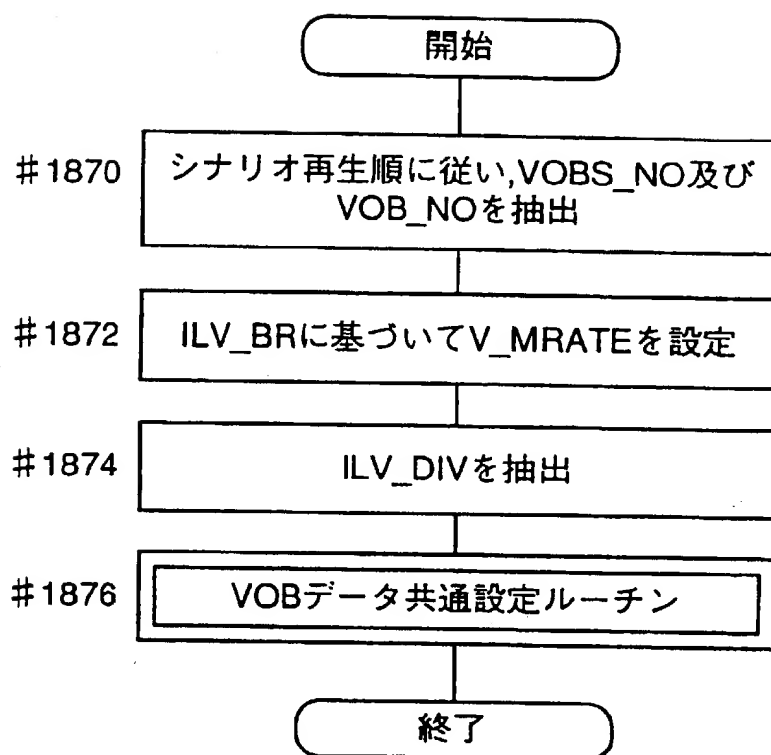 開始
#1870
シナリオ再生順に従い,VOBS_NO及び
VOB_NOを抽出
#1872
ILV_BRに基づいてV_MRATEを設定
#1874
ILV_DIVを抽出
#1876
VOBデータ共通設定ルーチン
終了